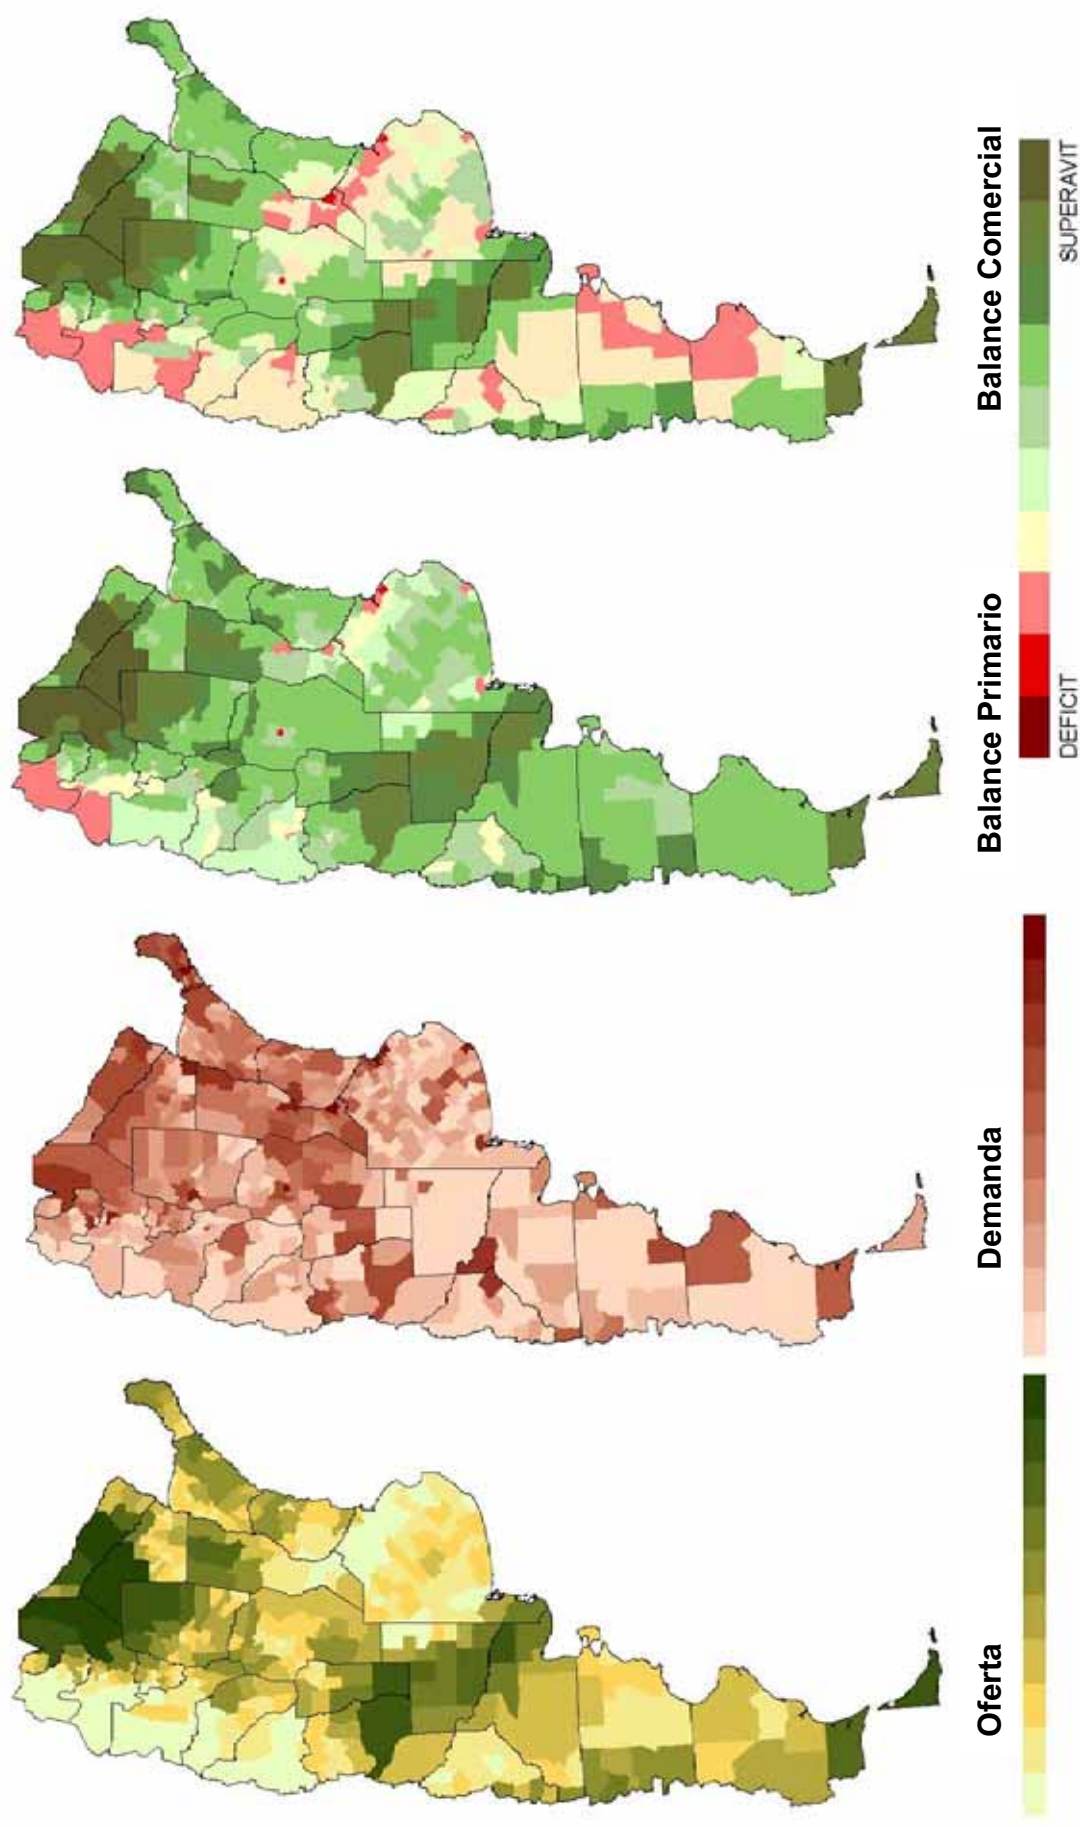 Oferta
Demanda
Balance Primario
Balance Comercial
DEFICIT
SUPERAVIT